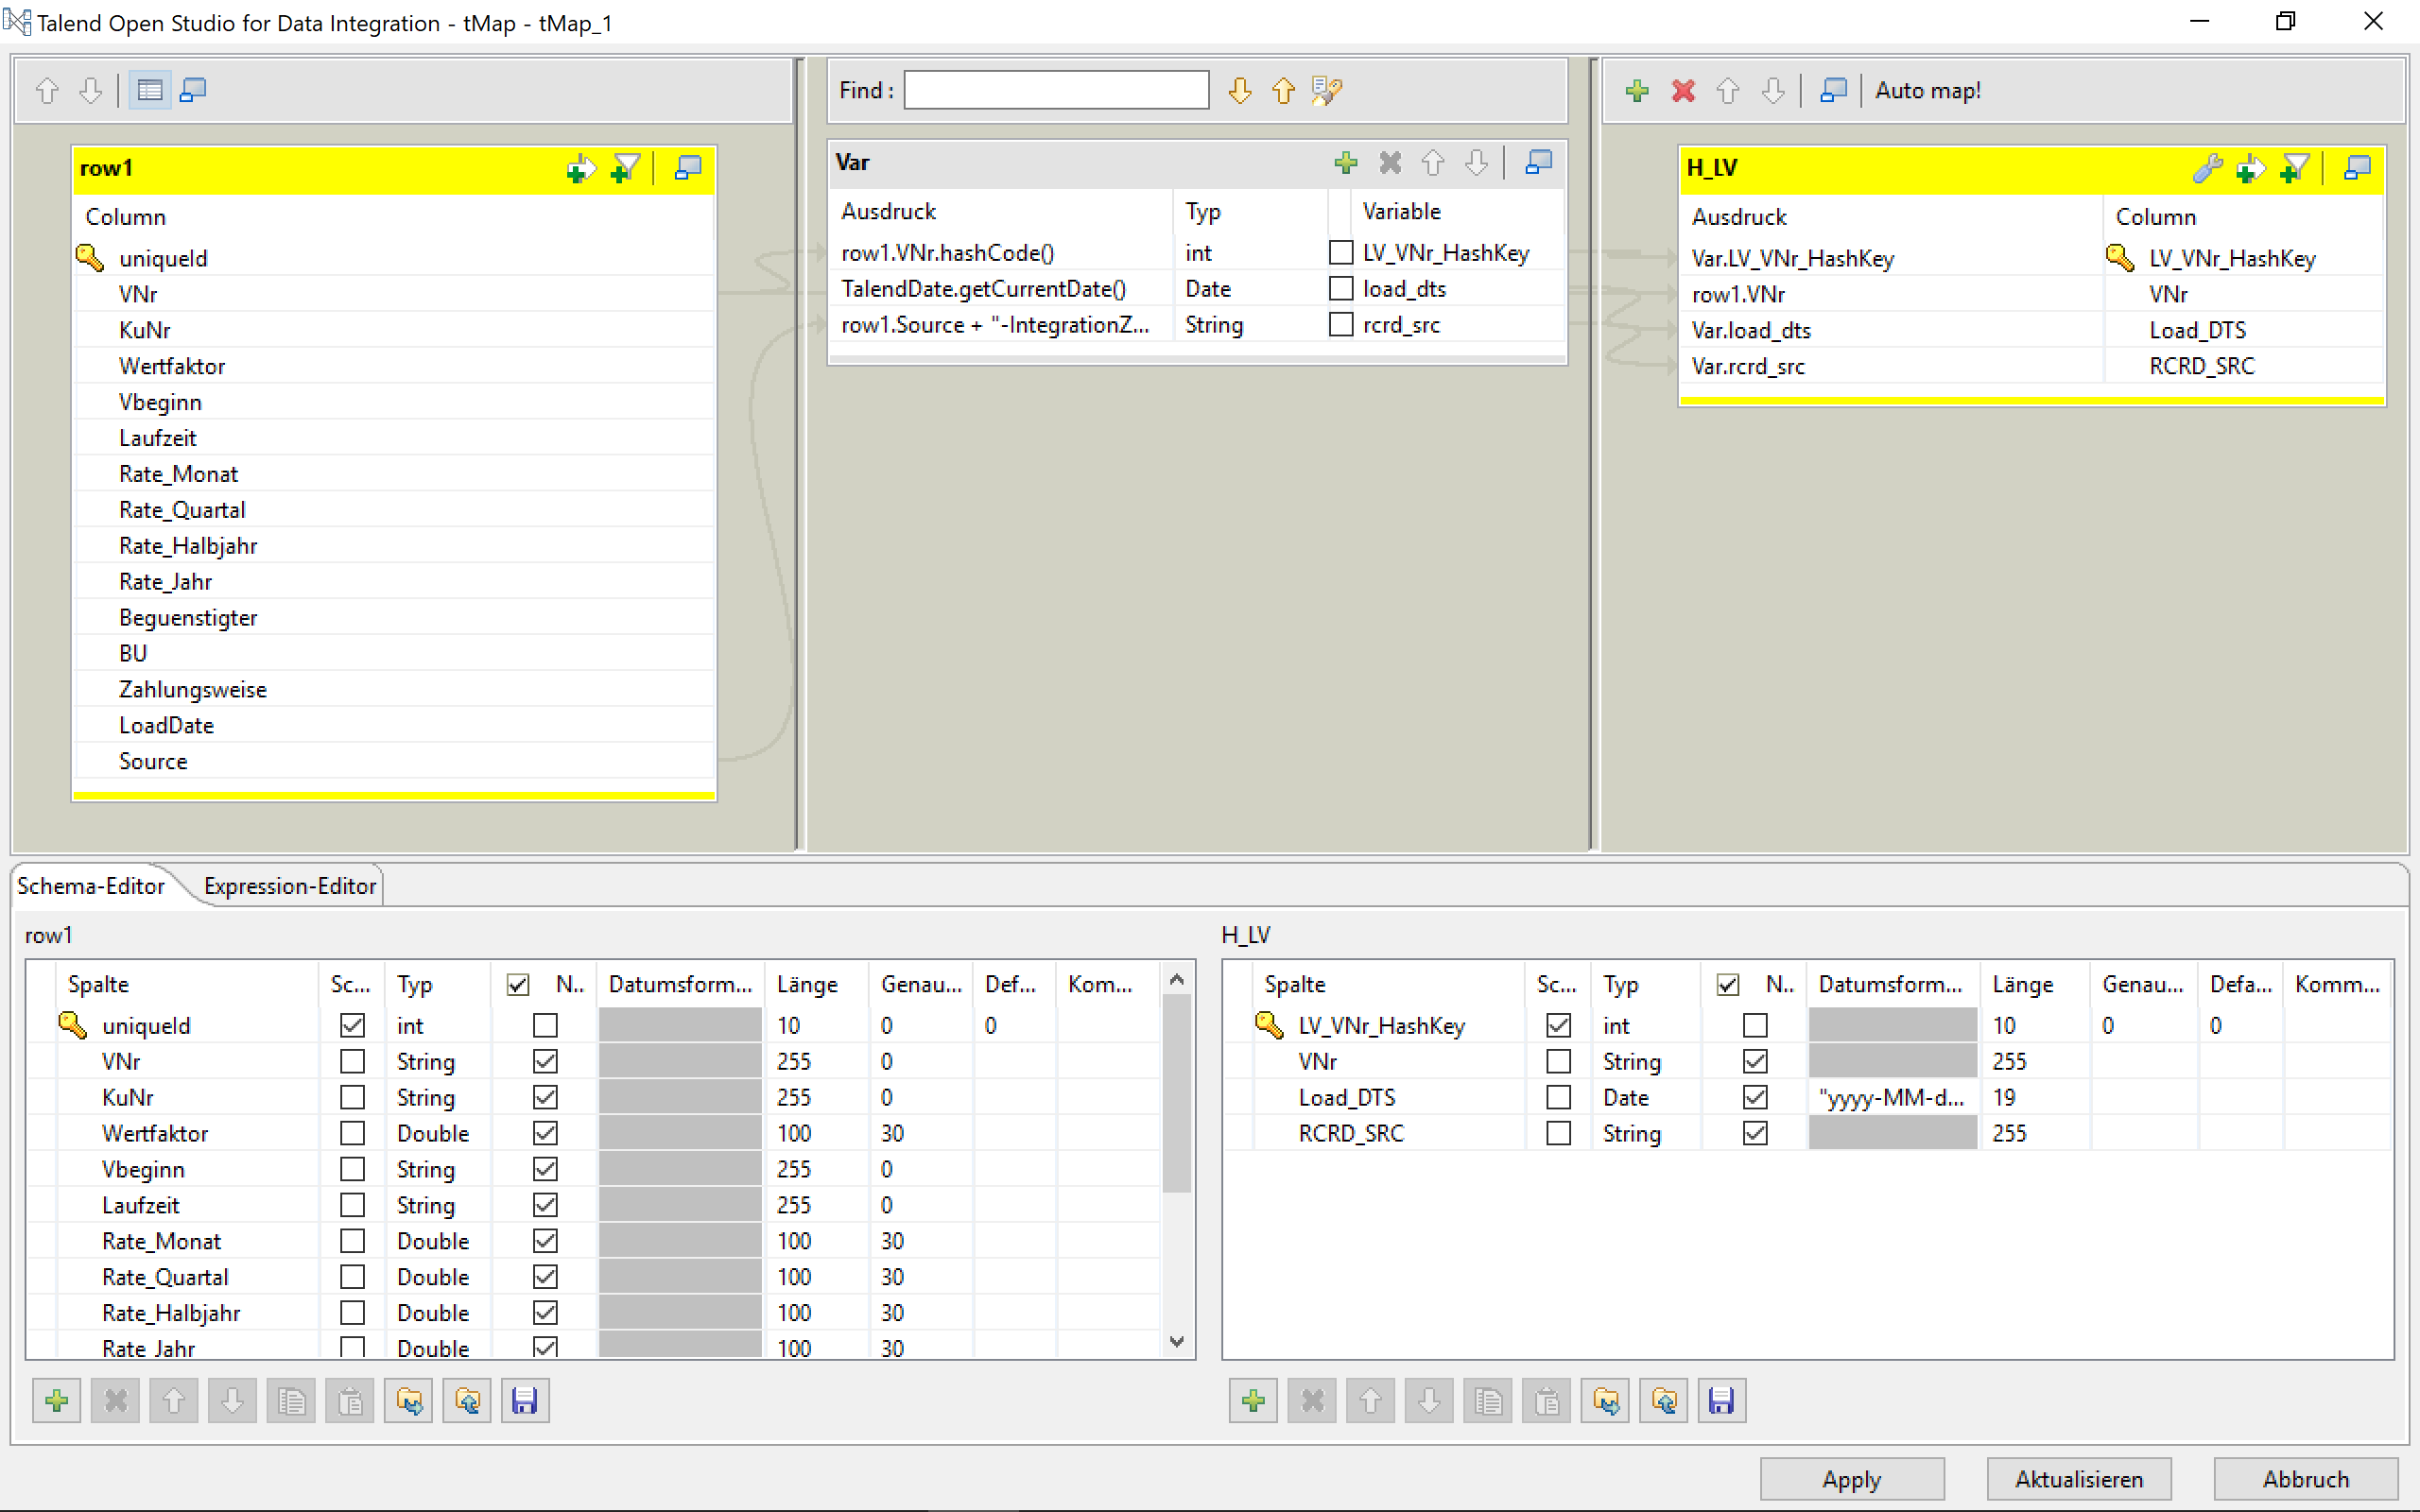 Talend Open Studio for Data Integration - tMap - tMap_1
Find :
Auto map!
row1
Column
uniqueId
VNr
KuNr
Wertfaktor
Vbeginn
Laufzeit
Rate_Monat
Rate_Quartal
Rate_Halbjahr
Rate_Jahr
Beguenstigter
BU
Zahlungsweise
LoadDate
Source
Var
Ausdruck Typ Variable
row1.VNr.hashCode() int LV_VNr_HashKey
TalendDate.getCurrentDate() Date load_dts
row1.Source + "-IntegrationZ... String rcrd_src
H_LV
Ausdruck Column
Var.LV_VNr_HashKey LV_VNr_HashKey
row1.VNr VNr
Var.load_dts Load_DTS
Var.rcrd_src RCRD_SRC
Schema-Editor Expression-Editor
row1
Spalte Sc... Typ N.. Datumsform... Länge Genau... Def... Kom...
uniqueId int 10 0 0
VNr String 255 0
KuNr String 255 0
Wertfaktor Double 100 30
Vbeginn String 255 0
Laufzeit String 255 0
Rate_Monat Double 100 30
Rate_Quartal Double 100 30
Rate_Halbjahr Double 100 30
Rate_Jahr Double 100 30
H_LV
Spalte Sc... Typ N.. Datumsform... Länge Genau... Defa... Komm...
LV_VNr_HashKey int 10 0 0
VNr String 255
Load_DTS Date "yyyy-MM-d... 19
RCRD_SRC String 255
Apply Aktualisieren Abbruch